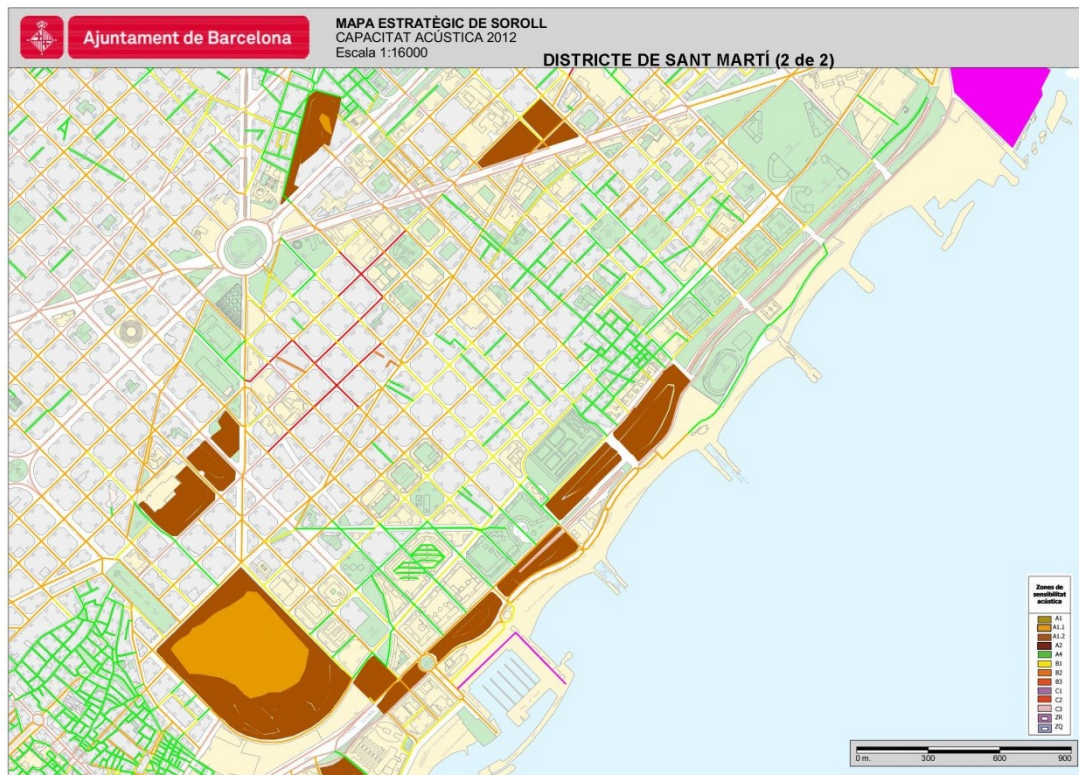 Ajuntament de Barcelona
MAPA ESTRATÈGIC DE SOROLL
CAPACITAT ACÚSTICA 2012
Escala 1:16000
DISTRICTE DE SANT MARTÍ (2 de 2)
Zones de
sensibilitat
acústica
A1
A1.1
A1.2
A2
A4
B1
B2
B3
C1
C2
C3
ZR
ZQ
0 m.
300
600
900